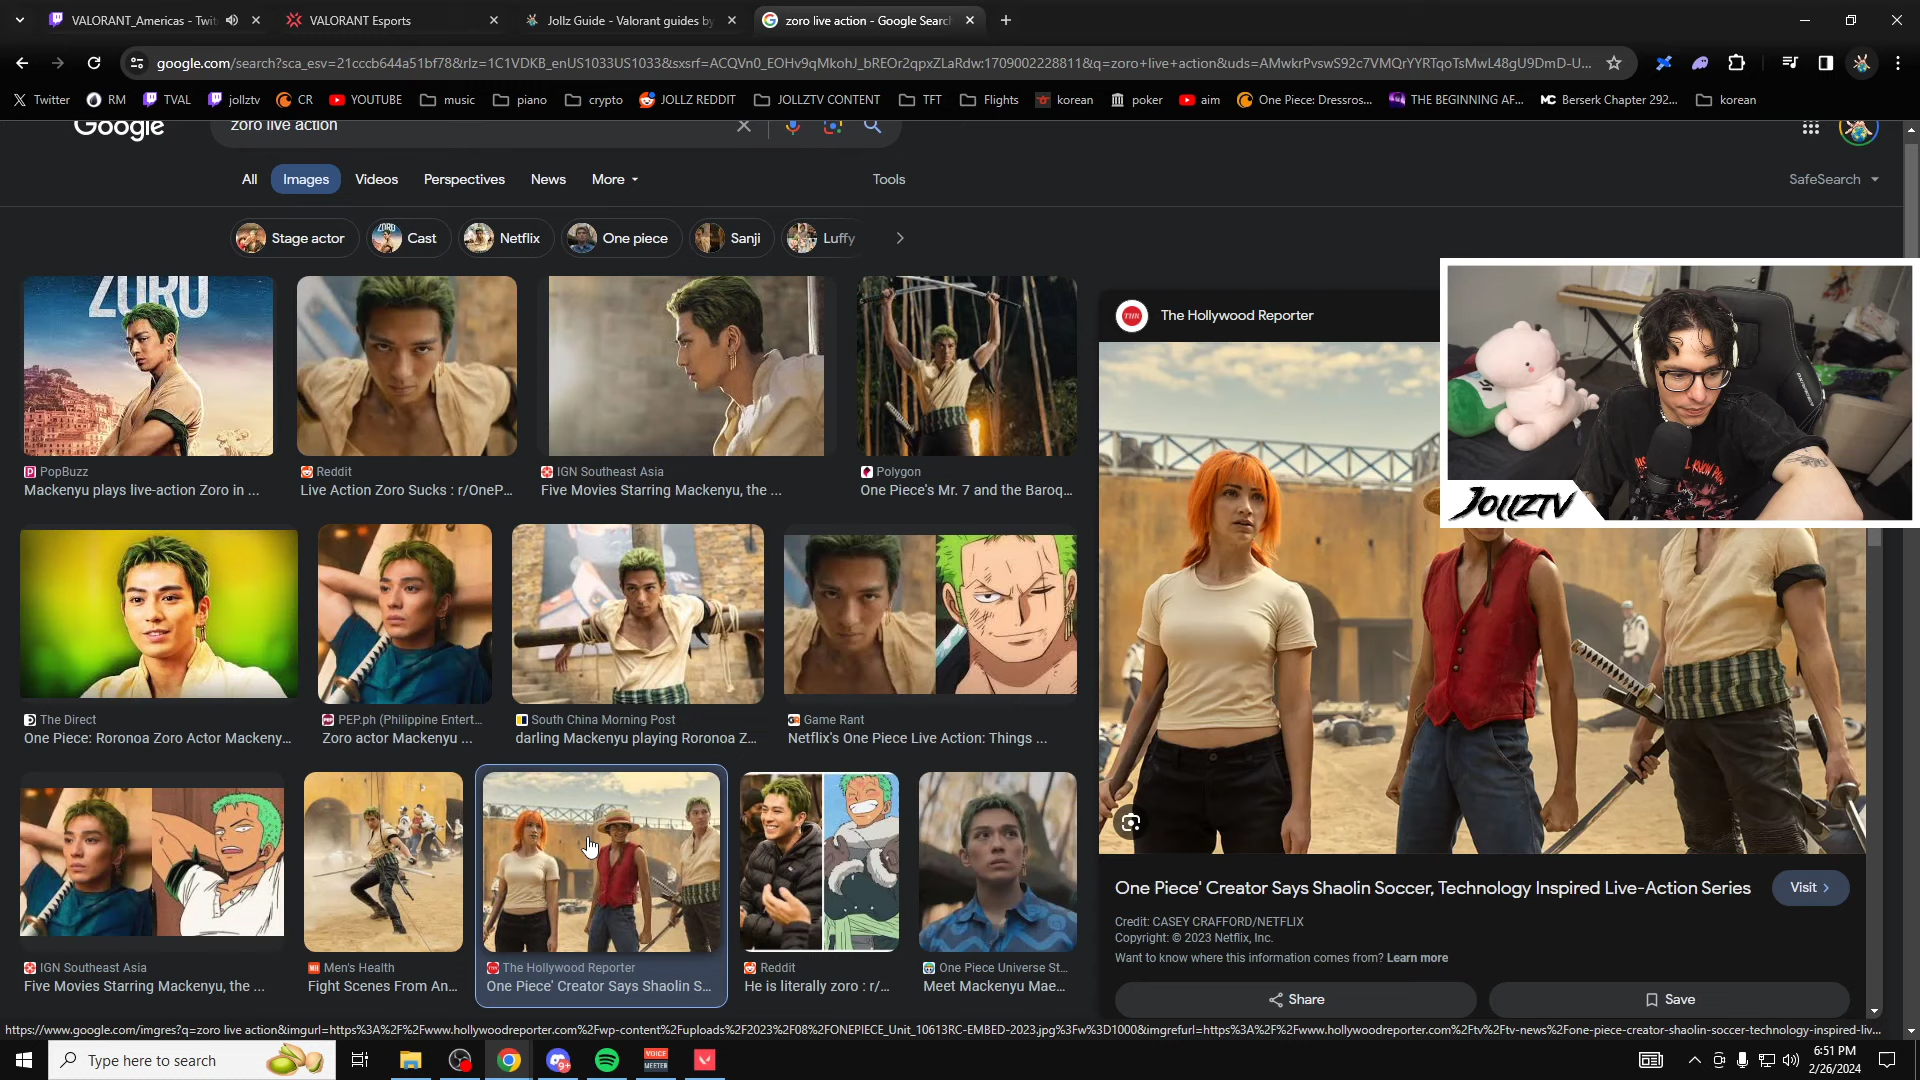 VALORANT_Americas - Twit
VALORANT Esports
Jollz Guide - Valorant guides by
zoro live action - Google Search
google.com/search?sca_esv=21cccb644a51bf78&rlz=1C1VDKB_enUS1033US1033&sxsrf=ACQVn0_EOHv9qMkohJ_bREOr2qpxZLaRdw:1709002228811&q=zoro+live+action&uds=AMwkrPvswS92c7VMQrYYRTqoTsMwL48gU9DmD-U...
Twitter
RM
TVAL
jollztv
CR
YOUTUBE
music
piano
crypto
JOLLZ REDDIT
JOLLZTV CONTENT
TFT
Flights
korean
poker
aim
One Piece: Dressros...
THE BEGINNING AF...
Berserk Chapter 292...
korean
Google
zoro live action
All
Images
Videos
Perspectives
News
More
Tools
SafeSearch
Stage actor
Cast
Netflix
One piece
Sanji
Luffy
ZORO
PopBuzz
Mackenyu plays live-action Zoro in ...
Reddit
Live Action Zoro Sucks : r/OneP...
IGN Southeast Asia
Five Movies Starring Mackenyu, the ...
Polygon
One Piece's Mr. 7 and the Baroq...
The Direct
One Piece: Roronoa Zoro Actor Mackeny...
PEP.ph (Philippine Entert...
Zoro actor Mackenyu ...
South China Morning Post
darling Mackenyu playing Roronoa Z...
Game Rant
Netflix's One Piece Live Action: Things ...
IGN Southeast Asia
Five Movies Starring Mackenyu, the ...
Men's Health
Fight Scenes From An...
The Hollywood Reporter
One Piece' Creator Says Shaolin S...
Reddit
He is literally zoro : r/...
One Piece Universe St...
Meet Mackenyu Mae...
The Hollywood Reporter
JOLLZTV
One Piece' Creator Says Shaolin Soccer, Technology Inspired Live-Action Series
Visit
Credit: CASEY CRAFFORD/NETFLIX
Copyright: © 2023 Netflix, Inc.
Want to know where this information comes from? Learn more
Share
Save
https://www.google.com/imgres?q=zoro live action&imgurl=https%3A%2F%2Fwww.hollywoodreporter.com%2Fwp-content%2Fuploads%2F2023%2F08%2FONEPIECE_Unit_10613RC-EMBED-2023.jpg%3Fw%3D1000&imgrefurl=https%3A%2F%2Fwww.hollywoodreporter.com%2Ftv%2Ftv-news%2Fone-piece-creator-shaolin-soccer-technology-inspired-liv...
Type here to search
9+
VOICE
MEETER
6:51 PM
2/26/2024